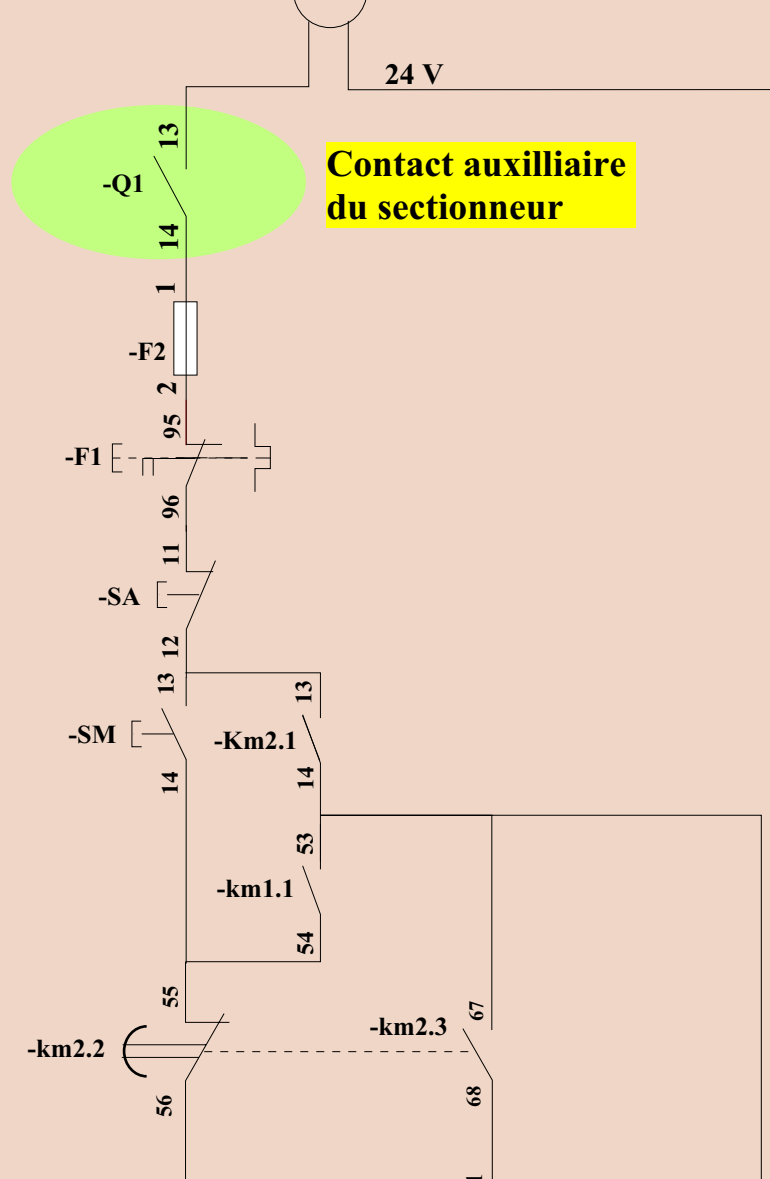 24 V
13
Contact auxilliaire
du sectionneur
-Q1
14
1
-F2
2
95
-F1
96
11
-SA
12
13
13
-SM
-Km2.1
14
14
53
-km1.1
54
55
67
-km2.3
-km2.2
56
68